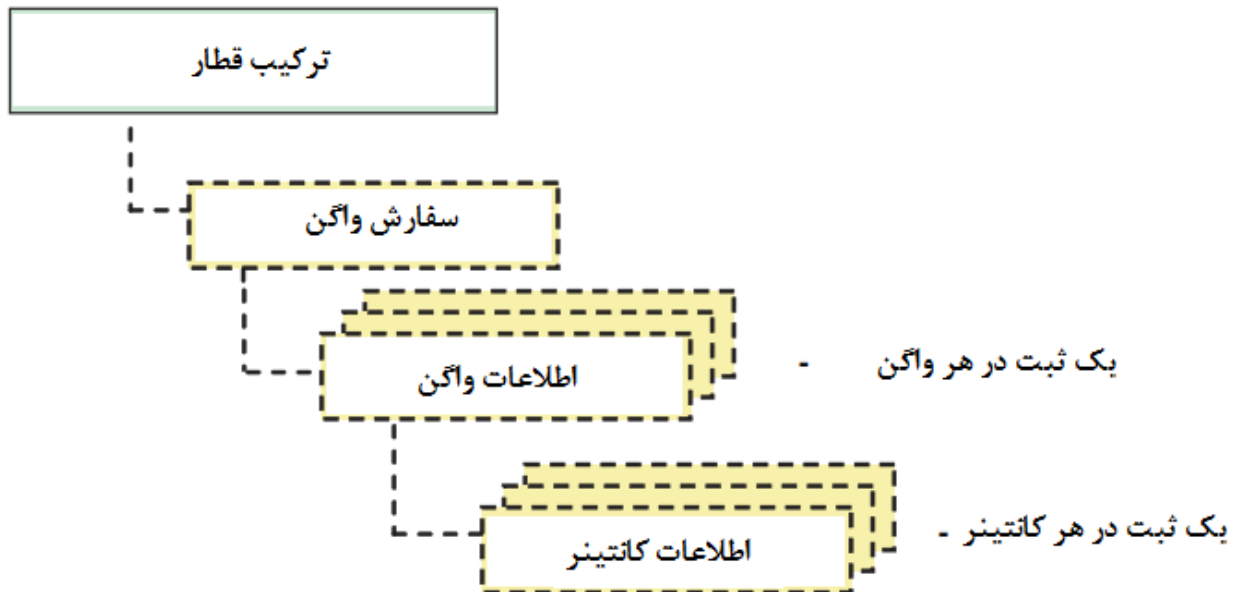 ترکیب قطار
سفارش واگن
اطلاعات واگن
یک ثبت در هر واگن -
اطلاعات کانتینر
یک ثبت در هر کانتینر -